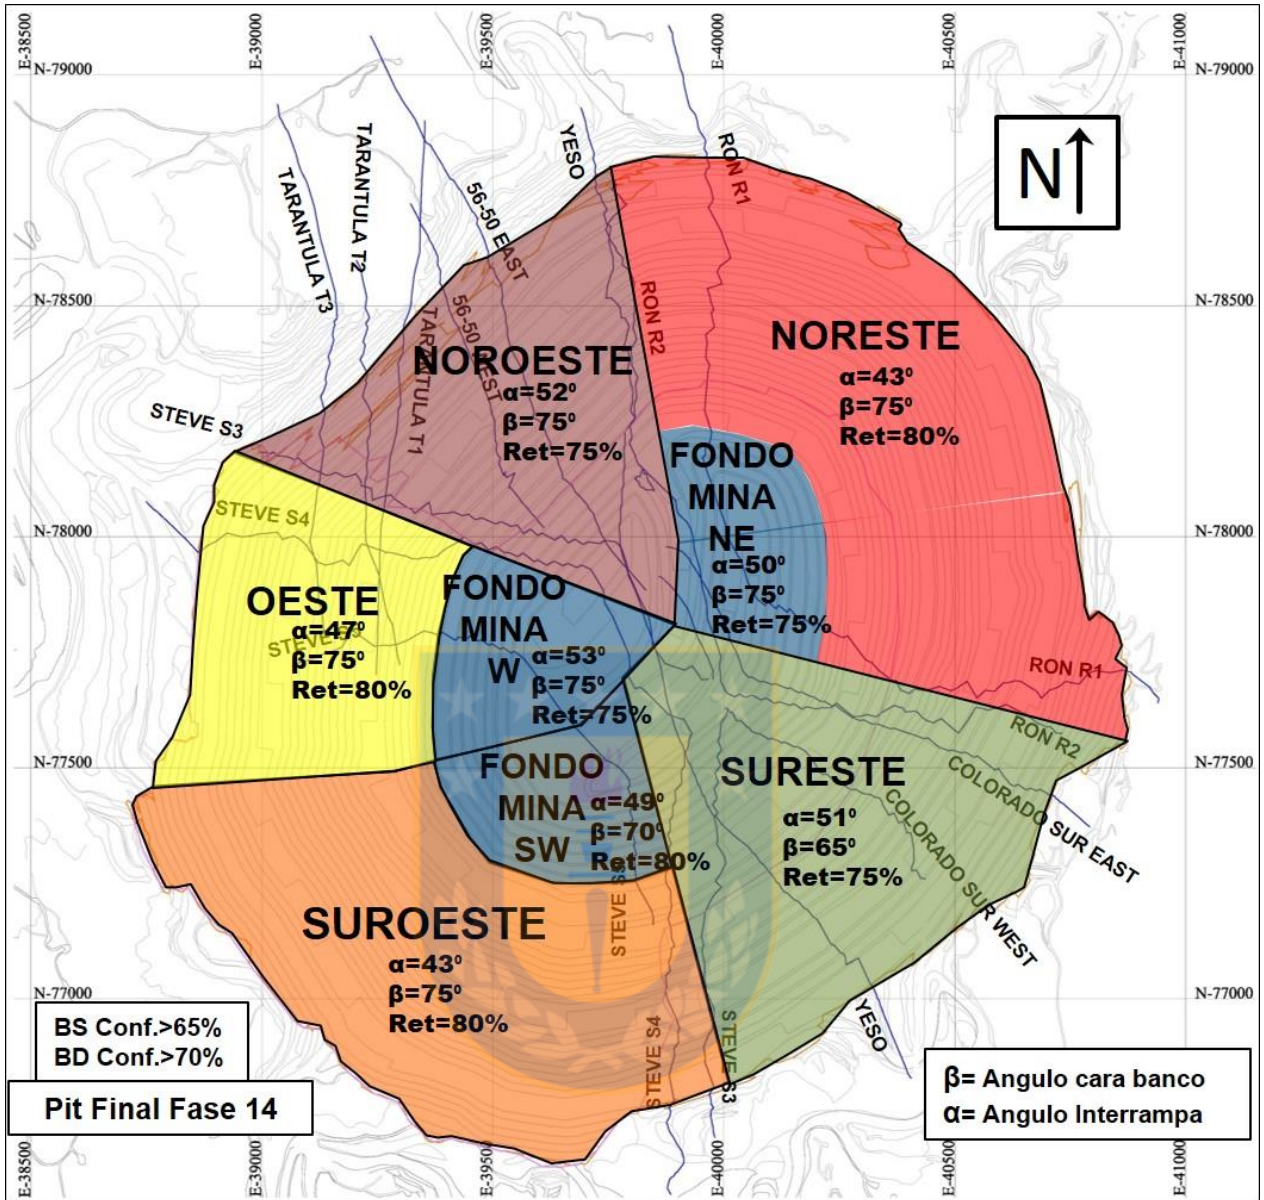 E-38500
E-39000
E-39500
E-40000
E-40500
E-41000
N-79000
N-79000
TARANTULA T3
TARANTULA T2
56-50 EAST
YESO
RON R1
N
N-78500
N-78500
TARANTULA T1
56-50 WEST
RON R2
NOROESTE
α=52º
β=75º
Ret=75%
NORESTE
α=43º
β=75º
Ret=80%
STEVE S3
STEVE S4
N-78000
N-78000
FONDO
MINA
NE
α=50º
β=75º
Ret=75%
OESTE
α=47º
β=75º
Ret=80%
FONDO
MINA
W
α=53º
β=75º
Ret=75%
RON R1
RON R2
COLORADO SUR EAST
COLORADO SUR WEST
N-77500
N-77500
FONDO
MINA
SW
α=49º
β=70º
Ret=80%
SURESTE
α=51º
β=65º
Ret=75%
SUROESTE
α=43º
β=75º
Ret=80%
STEVE S4
STEVE S3
YESO
N-77000
N-77000
BS Conf.>65%
BD Conf.>70%
Pit Final Fase 14
β= Angulo cara banco
α= Angulo Interrampa
E-38500
E-39000
E-39500
E-40000
E-40500
E-41000